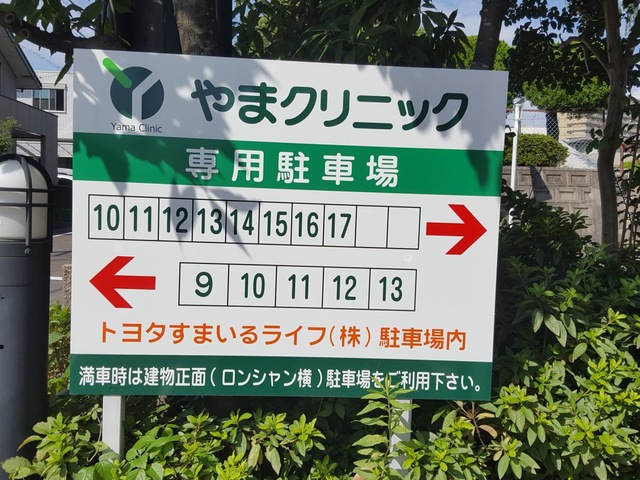 やまクリニック
Yama Clinic
専用駐車場
10 11 12 13 14 15 16 17
9 10 11 12 13
トヨタすまいるライフ(株)駐車場内
満車時は建物正面(ロンシャン横)駐車場をご利用下さい。